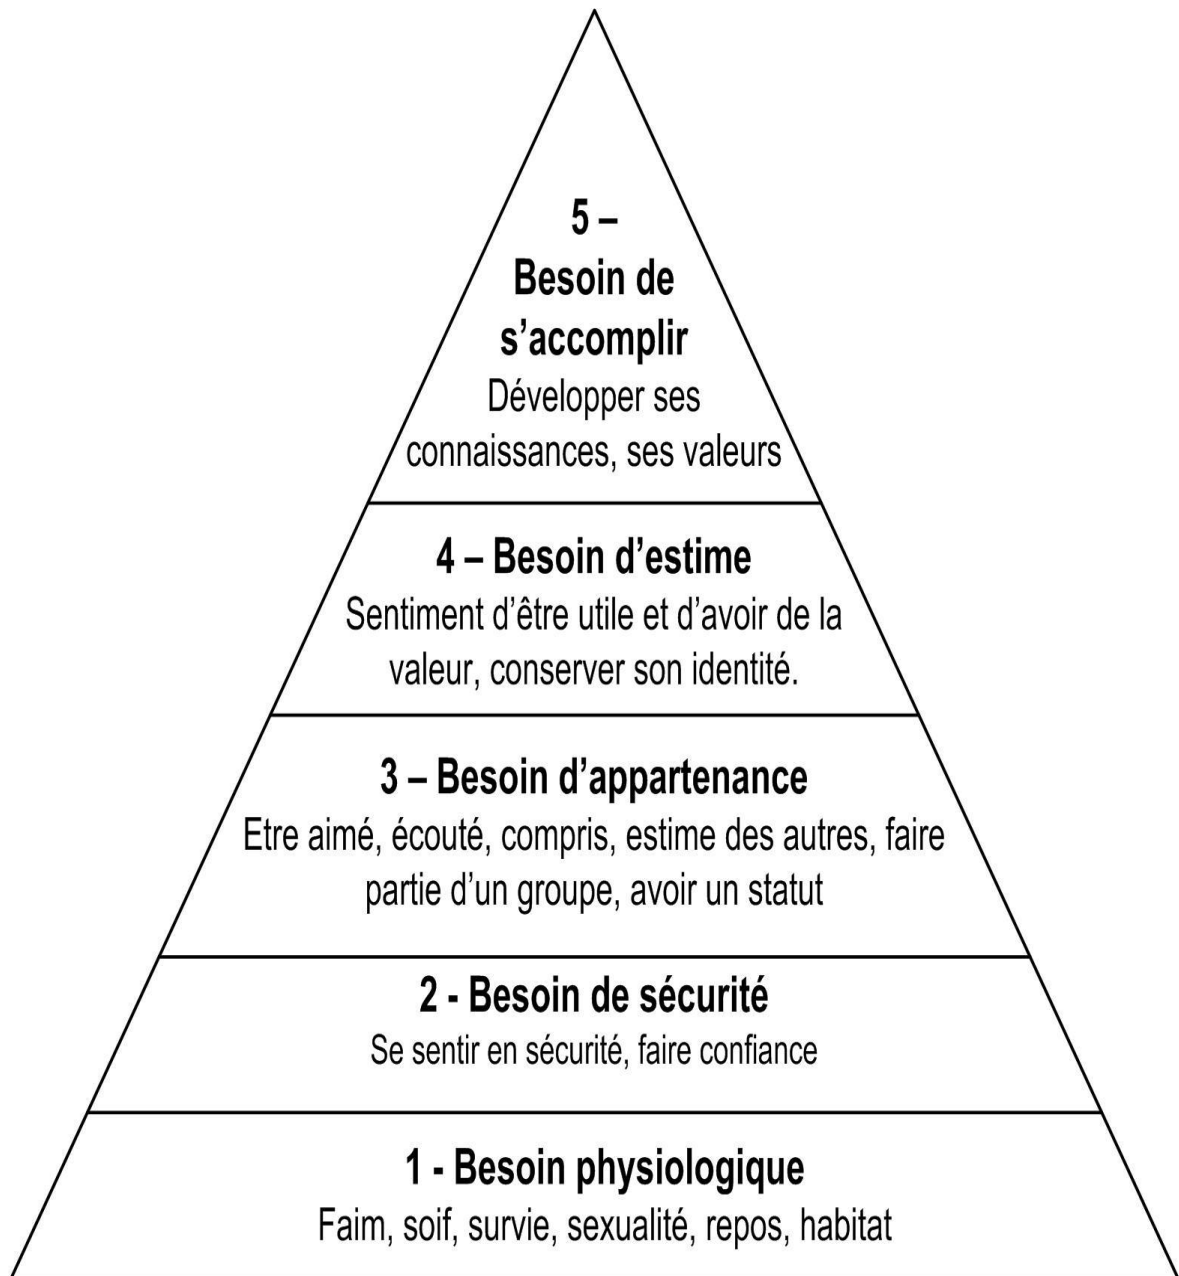 5 –
Besoin de
s’accomplir
Développer ses
connaissances, ses valeurs
4 – Besoin d’estime
Sentiment d’être utile et d’avoir de la
valeur, conserver son identité.
3 – Besoin d’appartenance
Etre aimé, écouté, compris, estime des autres, faire
partie d’un groupe, avoir un statut
2 - Besoin de sécurité
Se sentir en sécurité, faire confiance
1 - Besoin physiologique
Faim, soif, survie, sexualité, repos, habitat